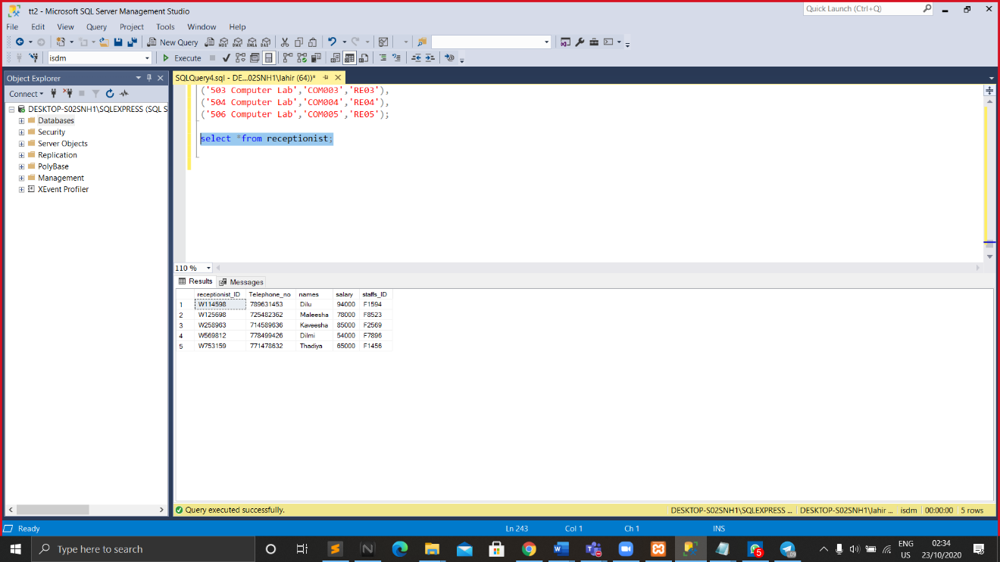 tt2 - Microsoft SQL Server Management Studio
Quick Launch (Ctrl+Q)
File Edit View Query Project Tools Window Help
New Query
isdm
Execute
Object Explorer
SQLQuery4.sql - DE...02SNH1\lahir (64))*
Connect
DESKTOP-S02SNH1\SQLEXPRESS (SQL S
Databases
Security
Server Objects
Replication
PolyBase
Management
XEvent Profiler
('503 Computer Lab','COM003','RE03'),
('504 Computer Lab','COM004','RE04'),
('506 Computer Lab','COM005','RE05');
select *from receptionist;
110 %
Results Messages
receptionist_ID Telephone_no names salary staffs_ID
1 W114598 789631453 Dilu 94000 F1594
2 W125698 725482362 Maleesha 78000 F8523
3 W258963 714589636 Kaveesha 85000 F2569
4 W569812 778499426 Dilmi 54000 F7896
5 W753159 771478632 Thadiya 65000 F1456
Query executed successfully. DESKTOP-S02SNH1\SQLEXPRESS ... DESKTOP-S02SNH1\lahir ... isdm 00:00:00 5 rows
Ready Ln 243 Col 1 Ch 1 INS
Type here to search
ENG
US
02:34
23/10/2020
5
09